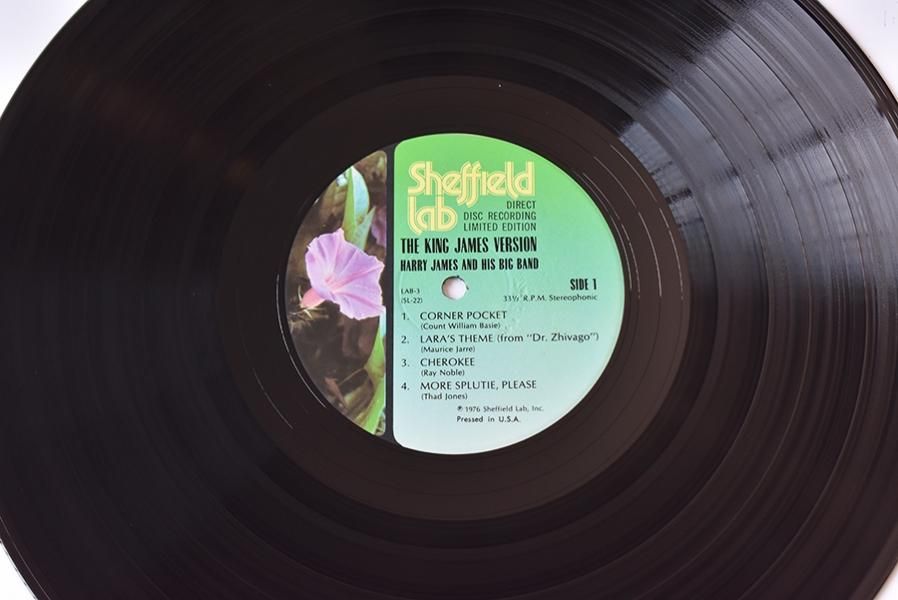 Sheffield
Lab
DIRECT
DISC RECORDING
LIMITED EDITION
THE KING JAMES VERSION
HARRY JAMES AND HIS BIG BAND
LAB-3
(SL-22)
SIDE 1
33⅓ R.P.M. Stereophonic
1. CORNER POCKET
(Count William Basie)
2. LARA'S THEME (from "Dr. Zhivago")
(Maurice Jarre)
3. CHEROKEE
(Ray Noble)
4. MORE SPLUTIE, PLEASE
(Thad Jones)
℗ 1976 Sheffield Lab, Inc.
Pressed in U.S.A.